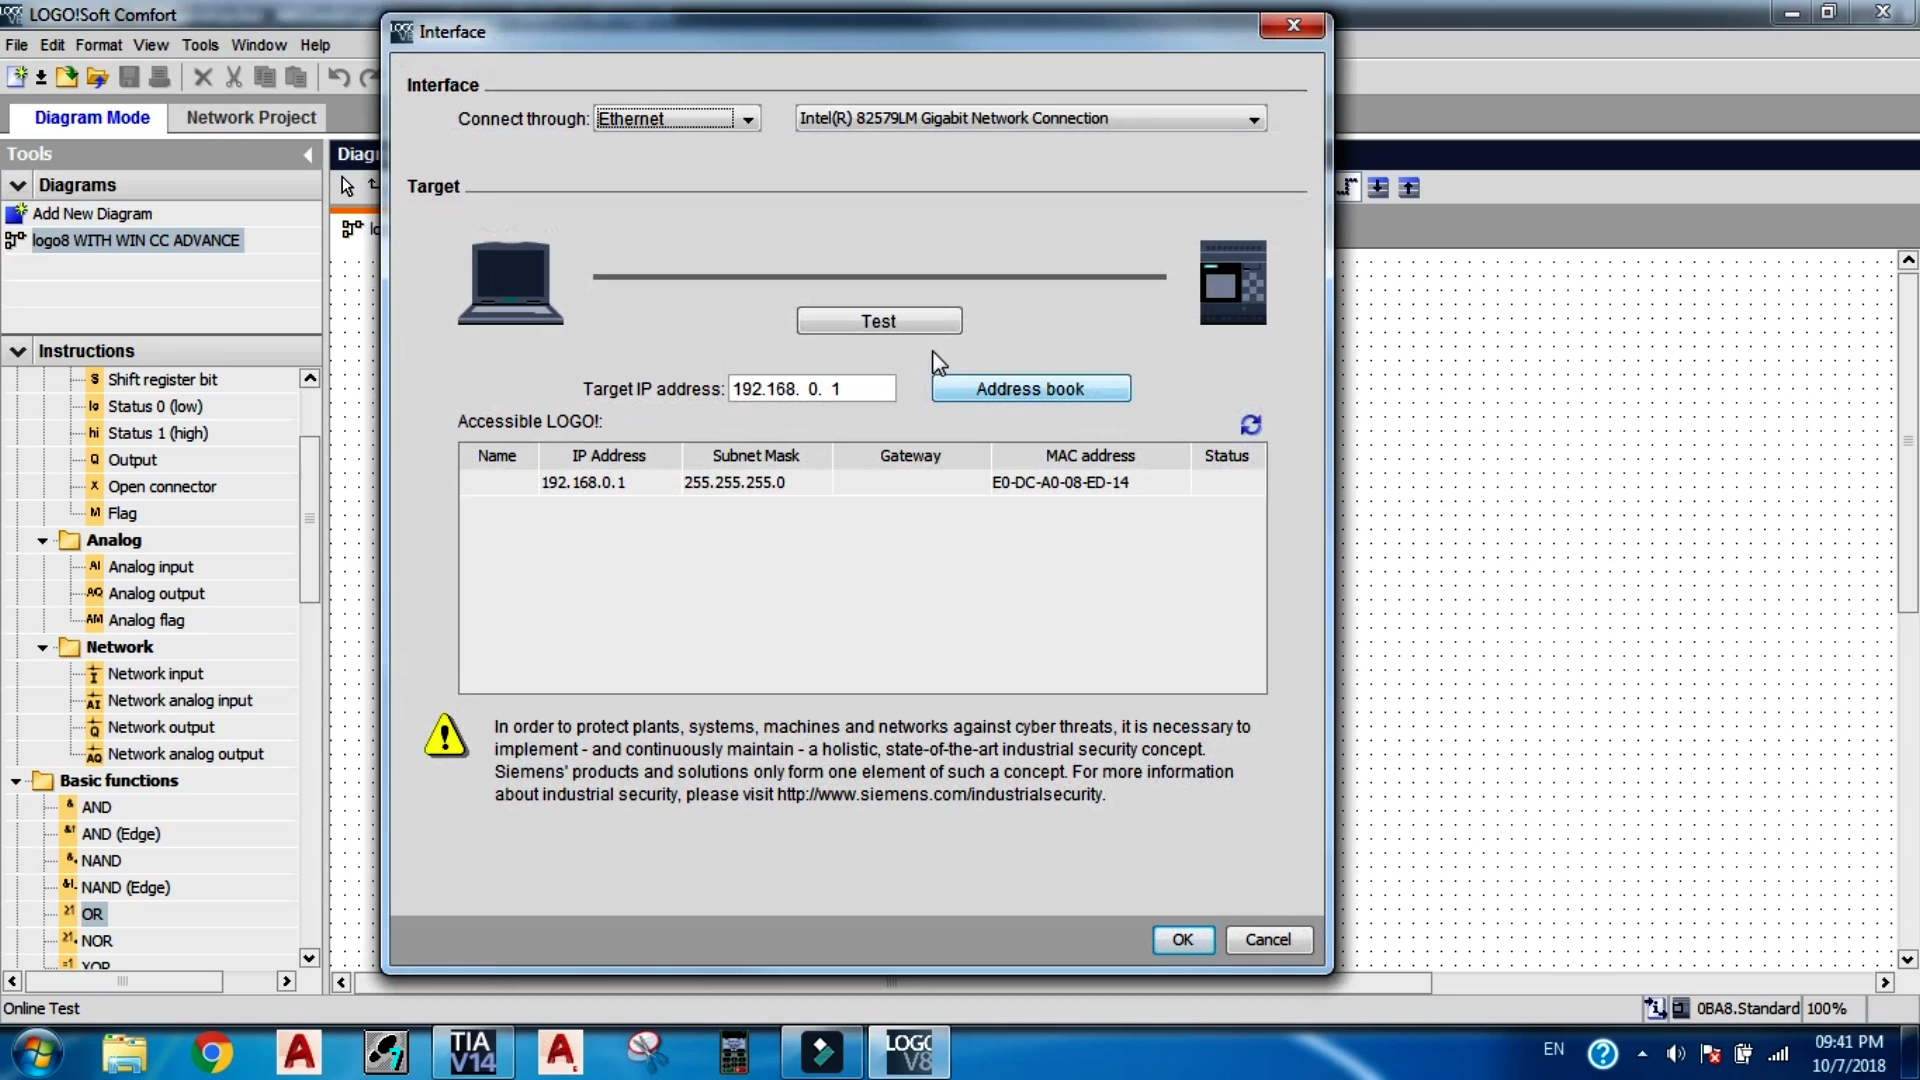 LOGO!Soft Comfort
File Edit Format View Tools Window Help
Diagram Mode
Network Project
Tools
Diagrams
Add New Diagram
logo8 WITH WIN CC ADVANCE
Instructions
Shift register bit
Status 0 (low)
Status 1 (high)
Output
Open connector
Flag
Analog
Analog input
Analog output
Analog flag
Network
Network input
Network analog input
Network output
Network analog output
Basic functions
AND
AND (Edge)
NAND
NAND (Edge)
OR
NOR
XOR
Interface
Interface
Connect through: Ethernet Intel(R) 82579LM Gigabit Network Connection
Target
Test
Target IP address: 192.168. 0. 1
Address book
Accessible LOGO!:
Name IP Address Subnet Mask Gateway MAC address Status
192.168.0.1 255.255.255.0 E0-DC-A0-08-ED-14
In order to protect plants, systems, machines and networks against cyber threats, it is necessary to
implement - and continuously maintain - a holistic, state-of-the-art industrial security concept.
Siemens' products and solutions only form one element of such a concept. For more information
about industrial security, please visit http://www.siemens.com/industrialsecurity.
OK
Cancel
Online Test
0BA8.Standard 100%
TIA
V14
LOGO
V8
EN
09:41 PM
10/7/2018